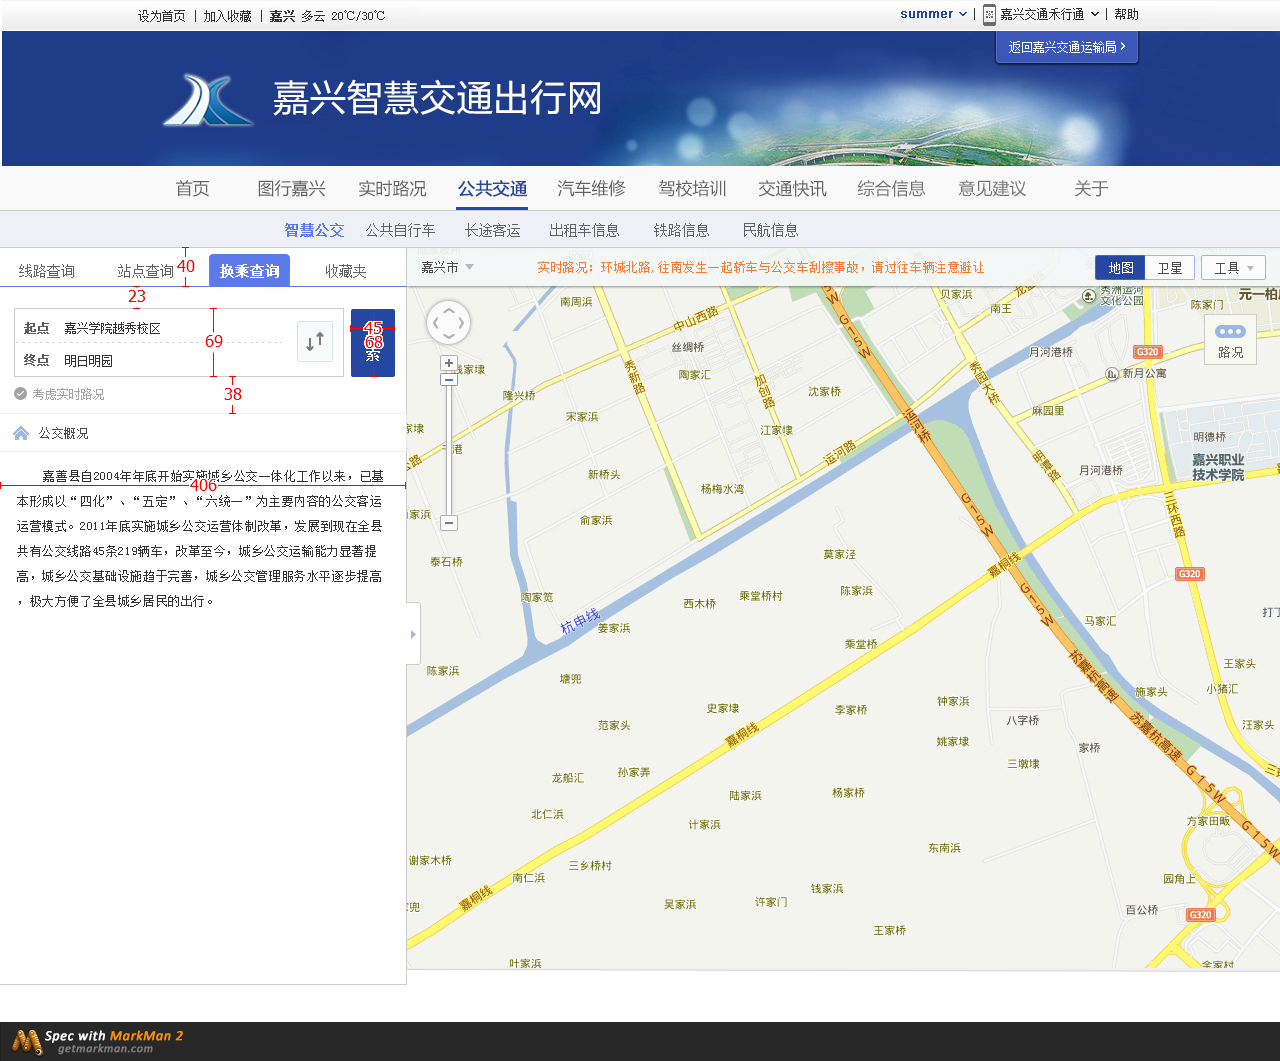 设为首页 | 加入收藏 | 嘉兴 多云 20℃/30℃
summer | 嘉兴交通禾行通 | 帮助
返回嘉兴交通运输局
嘉兴智慧交通出行网
首页 图行嘉兴 实时路况 公共交通 汽车维修 驾校培训 交通快讯 综合信息 意见建议 关于
智慧公交 公共自行车 长途客运 出租车信息 铁路信息 民航信息
线路查询 站点查询 40 换乘查询 收藏夹
嘉兴市
实时路况：环城北路,往南发生一起轿车与公交车刮擦事故，请过往车辆注意避让
地图 卫星 工具
23
起点 嘉兴学院越秀校区
69
45
68
索
终点 明日明园
考虑实时路况
38
公交概况
嘉善县自2004年年底开始实施城乡公交一体化工作以来，已基
406
本形成以“四化”、“五定”、“六统一”为主要内容的公交客运
运营模式。2011年底实施城乡公交运营体制改革，发展到现在全县
共有公交线路45条219辆车，改革至今，城乡公交运输能力显著提
高，城乡公交基础设施趋于完善，城乡公交管理服务水平逐步提高
，极大方便了全县城乡居民的出行。
南周浜
中山西路
G15W
贝家浜
南王
秀洲运河
文化公园
陈家门
元一柏
路况
丝绸桥
月河港桥
G320
新月公寓
钱家埭
秀新路
陶家汇
加创路
沈家桥
秀园大桥
隆兴桥
宋家浜
江家埭
运河桥
麻园里
运河路
明德桥
嘉兴职业
技术学院
新桥头
杨梅水湾
月河港桥
俞家浜
G15W
三环西路
泰石桥
莫家泾
嘉桐线
G320
陶家笕
乘堂桥村
陈家浜
西木桥
G15W
杭申线
姜家浜
马家汇
打丁
乘堂桥
苏嘉杭高速
王家头
陈家浜
塘兜
施家头
小猪汇
史家埭
李家桥
钟家浜
范家头
八字桥
苏嘉杭高速
汪家头
嘉桐线
姚家埭
家桥
龙船汇
孙家弄
三墩埭
G15W
陆家浜
杨家桥
北仁浜
计家浜
方家田畈
G15W
东南浜
谢家木桥
三乡桥村
南仁浜
园角上
嘉桐线
钱家浜
吴家浜
许家门
百公桥
G320
王家桥
叶家浜
余家村
Spec with MarkMan 2
getmarkman.com